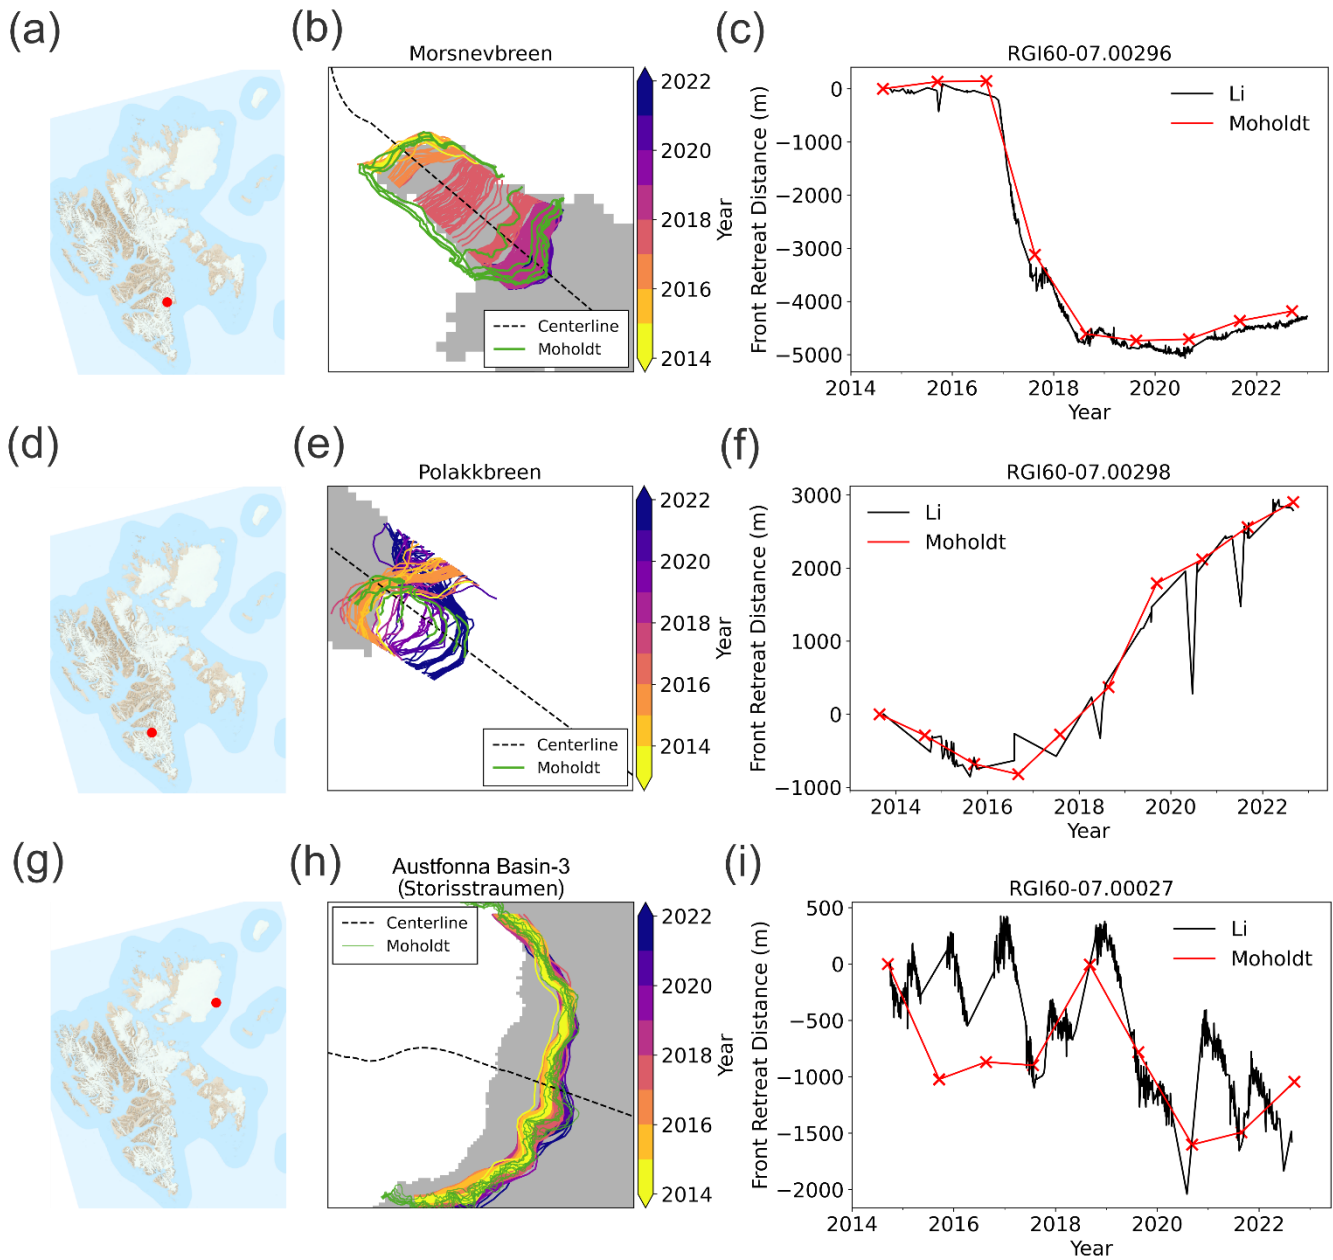 (a)
(b)
Morsnevbreen
2022
2020
2018
2016
2014
Year
Centerline
Moholdt
(c)
RGI60-07.00296
Front Retreat Distance (m)
0
−1000
−2000
−3000
−4000
−5000
Li
Moholdt
2014 2016 2018 2020 2022
Year
(d)
(e)
Polakkbreen
2022
2020
2018
2016
2014
Year
Centerline
Moholdt
(f)
RGI60-07.00298
Front Retreat Distance (m)
3000
2000
1000
0
−1000
Li
Moholdt
2014 2016 2018 2020 2022
Year
(g)
(h)
Austfonna Basin-3
(Storisstraumen)
Centerline
Moholdt
2022
2020
2018
2016
2014
Year
(i)
RGI60-07.00027
Front Retreat Distance (m)
500
0
−500
−1000
−1500
−2000
Li
Moholdt
2014 2016 2018 2020 2022
Year